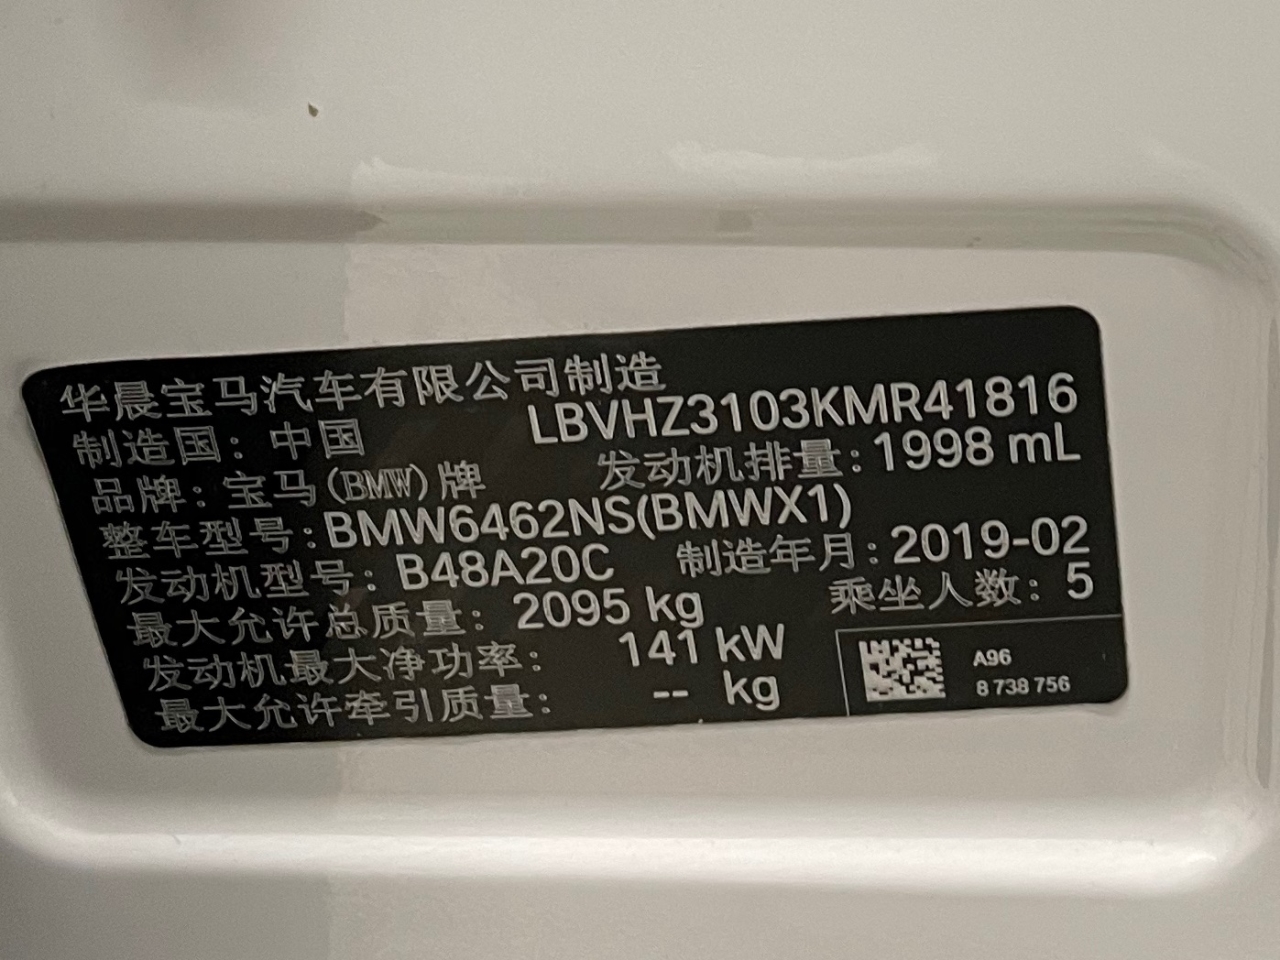 华晨宝马汽车有限公司制造
制造国：中国 LBVHZ3103KMR41816
品牌：宝马(BMW)牌 发动机排量：1998 mL
整车型号：BMW6462NS(BMWX1)
发动机型号：B48A20C 制造年月：2019-02
最大允许总质量：2095 kg 乘坐人数：5
发动机最大净功率：141 kW
最大允许牵引质量：-- kg
A96
8 738 756